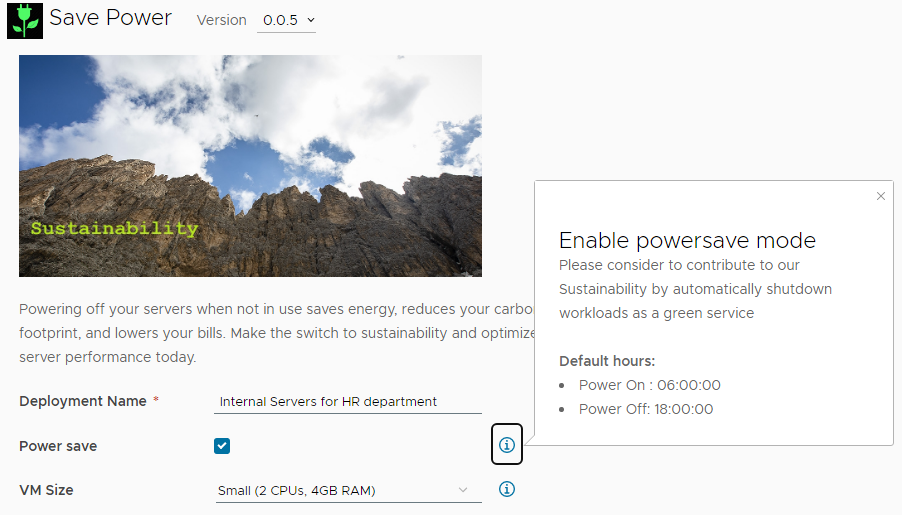 Save Power
Version
0.0.5
Sustainability
Powering off your servers when not in use saves energy, reduces your carbo
footprint, and lowers your bills. Make the switch to sustainability and optimize
server performance today.
Deployment Name *
Internal Servers for HR department
Power save
VM Size
Small (2 CPUs, 4GB RAM)
Enable powersave mode
Please consider to contribute to our
Sustainability by automatically shutdown
workloads as a green service
Default hours:
• Power On : 06:00:00
• Power Off: 18:00:00